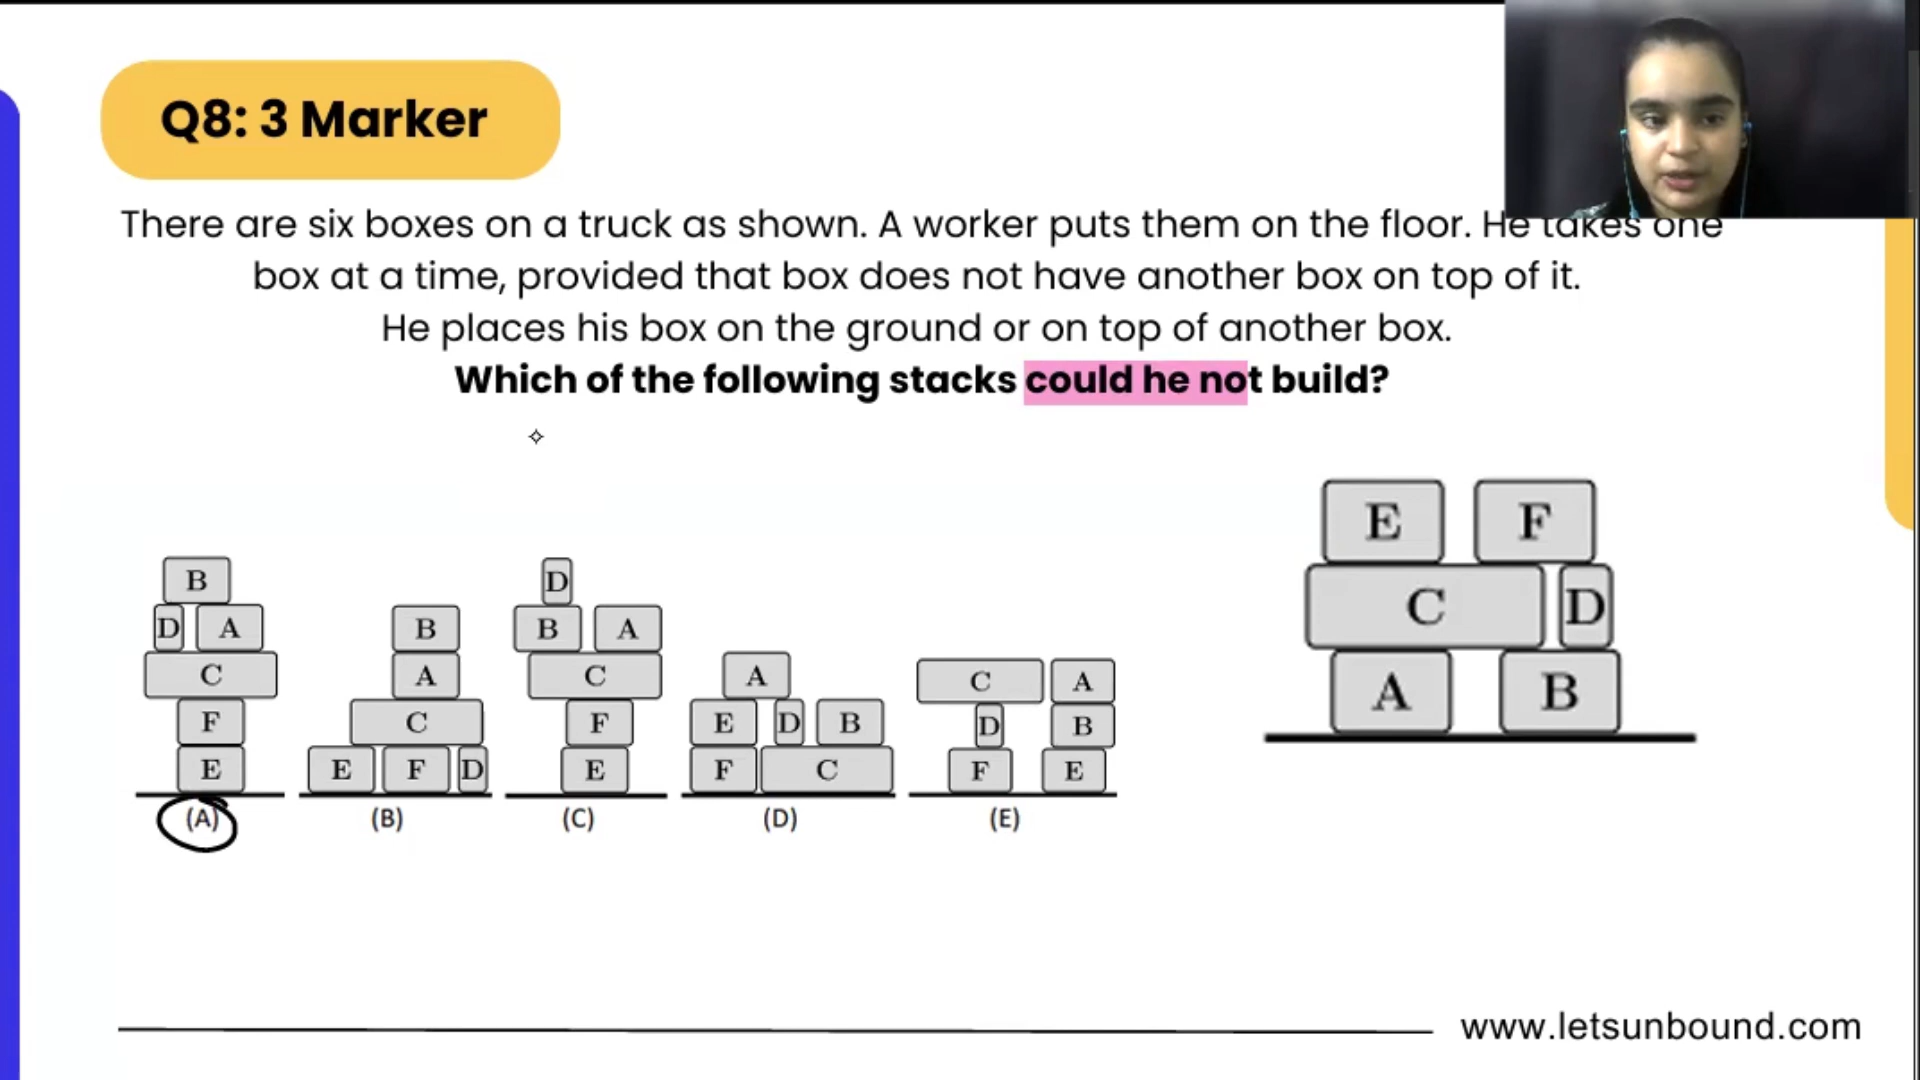 Q8: 3 Marker
There are six boxes on a truck as shown. A worker puts them on the floor. He takes one
box at a time, provided that box does not have another box on top of it.
He places his box on the ground or on top of another box.
Which of the following stacks could he not build?
E F
C D
A B
B
D A
C
F
E
(A)
B
A
C
E F D
(B)
D
B A
C
F
E
(C)
A
E D B
F C
(D)
C A
D B
F E
(E)
www.letsunbound.com